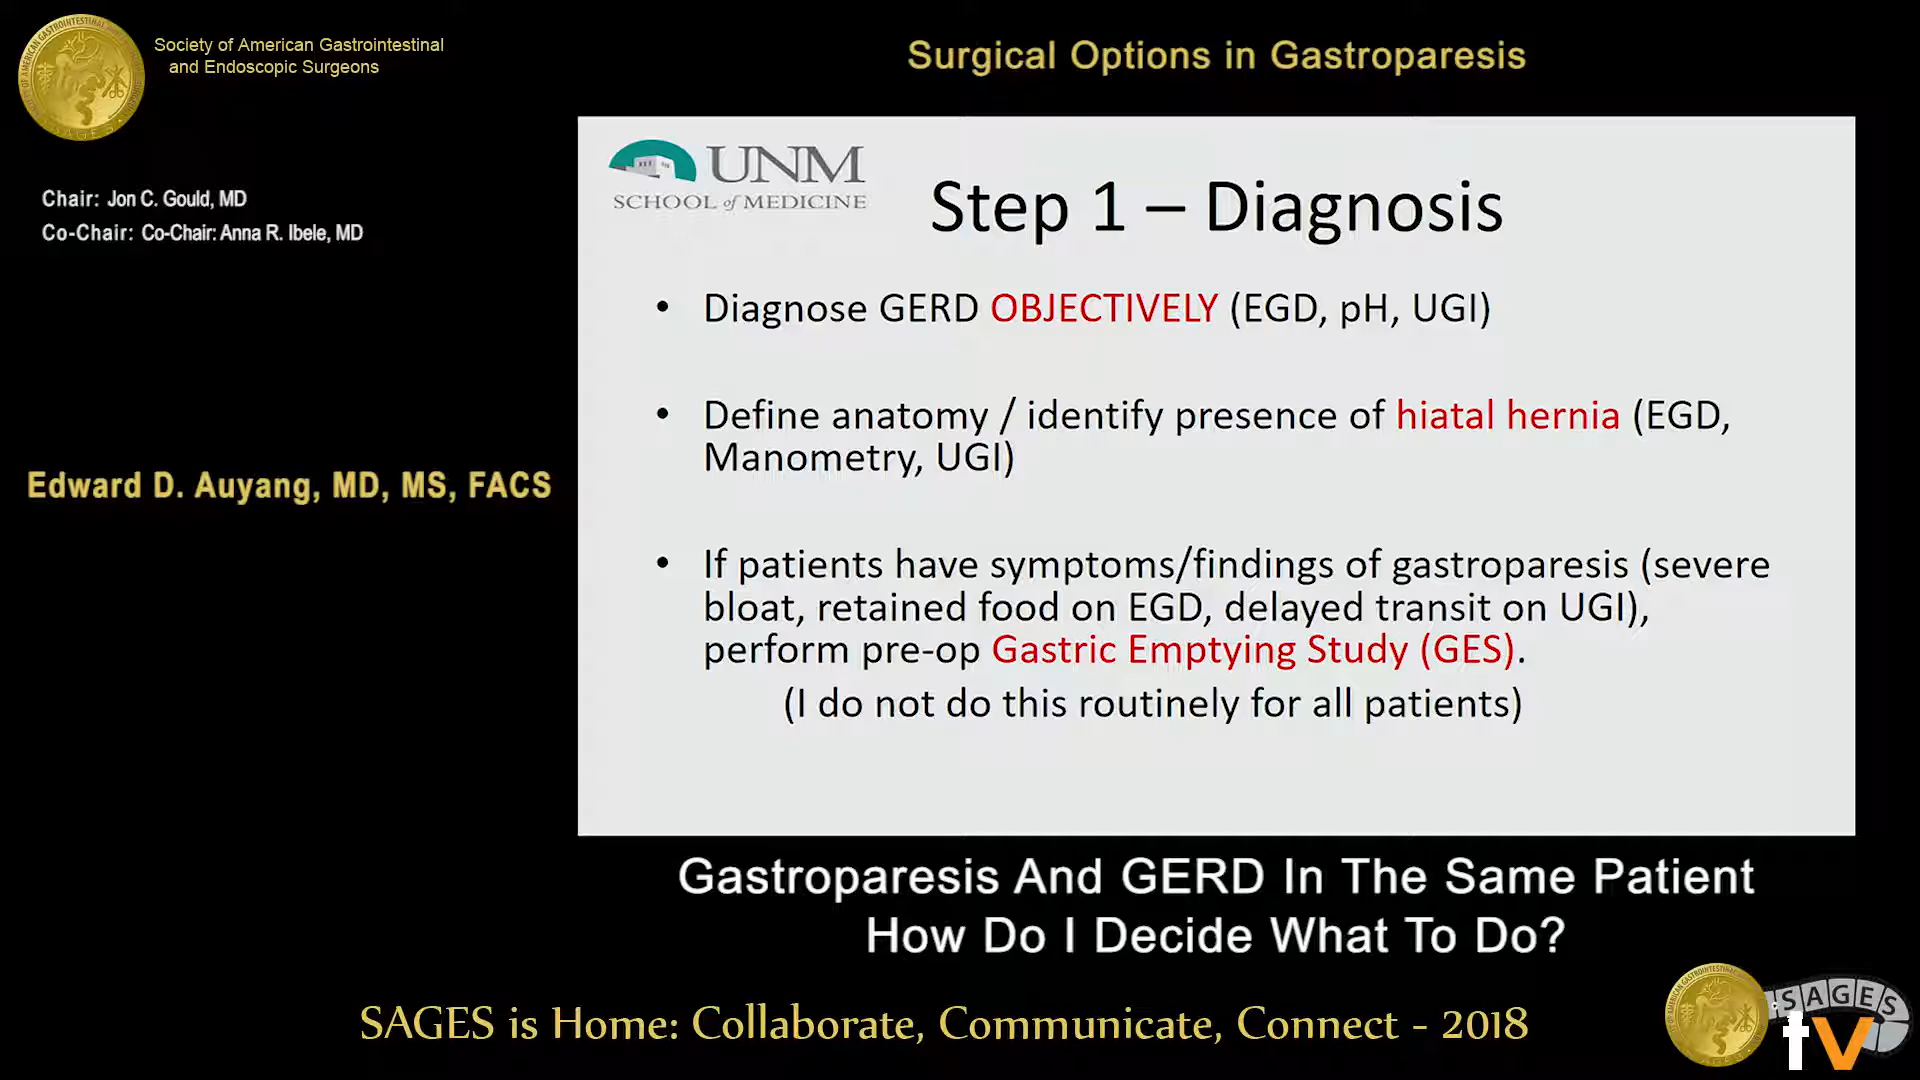 Society of American Gastrointestinal
and Endoscopic Surgeons
Surgical Options in Gastroparesis
Chair: Jon C. Gould, MD
Co-Chair: Co-Chair: Anna R. Ibele, MD
Edward D. Auyang, MD, MS, FACS
UNM
SCHOOL of MEDICINE
Step 1 – Diagnosis
• Diagnose GERD OBJECTIVELY (EGD, pH, UGI)
• Define anatomy / identify presence of hiatal hernia (EGD,
Manometry, UGI)
• If patients have symptoms/findings of gastroparesis (severe
bloat, retained food on EGD, delayed transit on UGI),
perform pre-op Gastric Emptying Study (GES).
(I do not do this routinely for all patients)
Gastroparesis And GERD In The Same Patient
How Do I Decide What To Do?
SAGES is Home: Collaborate, Communicate, Connect - 2018
SAGES
tv